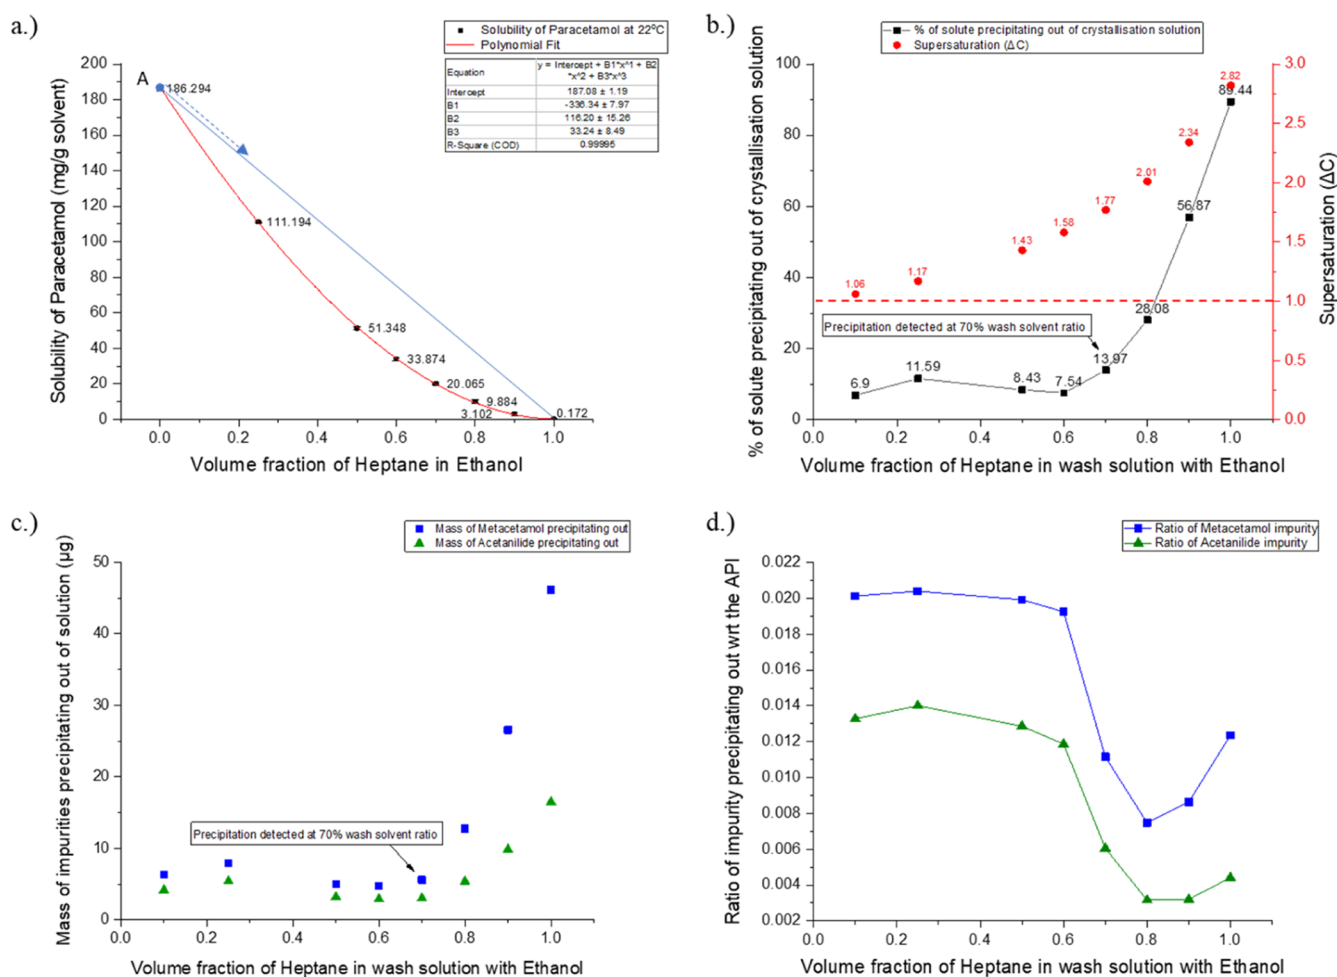 a.)
Solubility of Paracetamol at 22°C
Polynomial Fit
Equation
y = Intercept + B1*x^1 + B2
*x^2 + B3*x^3
Intercept
187.08 ± 1.19
B1
-336.34 ± 7.97
B2
116.20 ± 15.26
B3
33.24 ± 8.49
R-Square (COD)
0.99995
Solubility of Paracetamol (mg/g solvent)
200
180
160
140
120
100
80
60
40
20
0
A
186.294
111.194
51.348
33.874
20.065
9.884
3.102
0.172
0.0
0.2
0.4
0.6
0.8
1.0
Volume fraction of Heptane in Ethanol
b.)
% of solute precipitating out of crystallisation solution
Supersaturation (ΔC)
% of solute precipitating out of crystallisation solution
100
80
60
40
20
0
Supersaturation (ΔC)
3.0
2.5
2.0
1.5
1.0
0.5
0.0
1.06
1.17
1.43
1.58
1.77
2.01
2.34
2.82
89.44
56.87
28.08
Precipitation detected at 70% wash solvent ratio
13.97
6.9
11.59
8.43
7.54
0.0
0.1
0.2
0.3
0.4
0.5
0.6
0.7
0.8
0.9
1.0
1.1
Volume fraction of Heptane in wash solution with Ethanol
c.)
Mass of Metacetamol precipitating out
Mass of Acetanilide precipitating out
Mass of impurities precipitating out of solution (µg)
50
40
30
20
10
0
Precipitation detected at 70% wash solvent ratio
0.0
0.2
0.4
0.6
0.8
1.0
Volume fraction of Heptane in wash solution with Ethanol
d.)
Ratio of Metacetamol impurity
Ratio of Acetanilide impurity
Ratio of impurity precipitating out wrt the API
0.022
0.020
0.018
0.016
0.014
0.012
0.010
0.008
0.006
0.004
0.002
0.0
0.2
0.4
0.6
0.8
1.0
Volume fraction of Heptane in wash solution with Ethanol